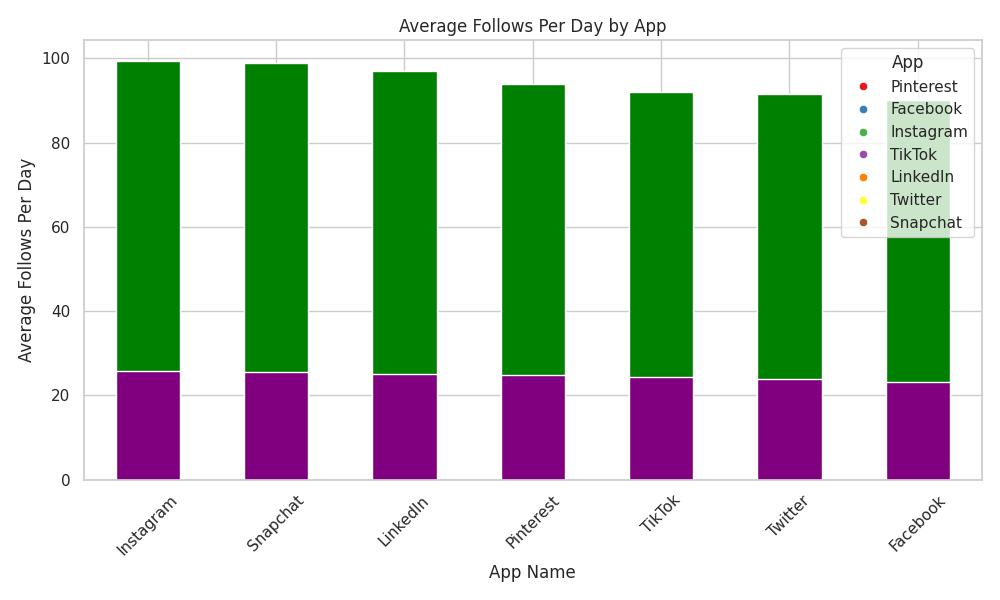 Average Follows Per Day by App
Average Follows Per Day
100
80
60
40
20
0
App
Pinterest
Facebook
Instagram
TikTok
LinkedIn
Twitter
Snapchat
Instagram
Snapchat
LinkedIn
Pinterest
TikTok
Twitter
Facebook
App Name